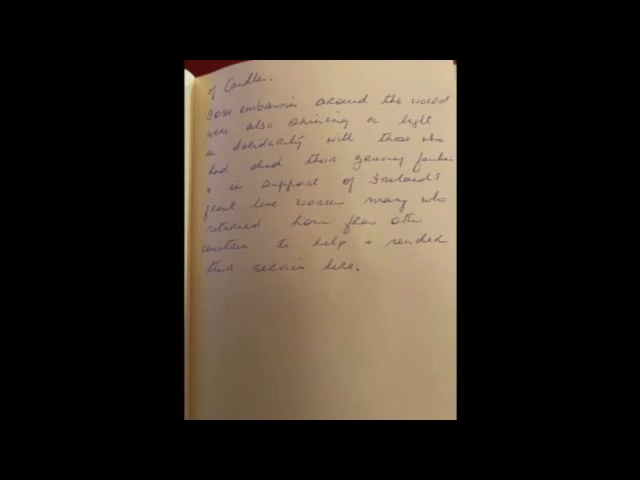 of Candles.
Irish embassies around the world
were also shining a light
in solidarity with those who
had died their grieving families
+ in support of Ireland's
front line workers many who
returned home from other
countries to help + render
their services here.